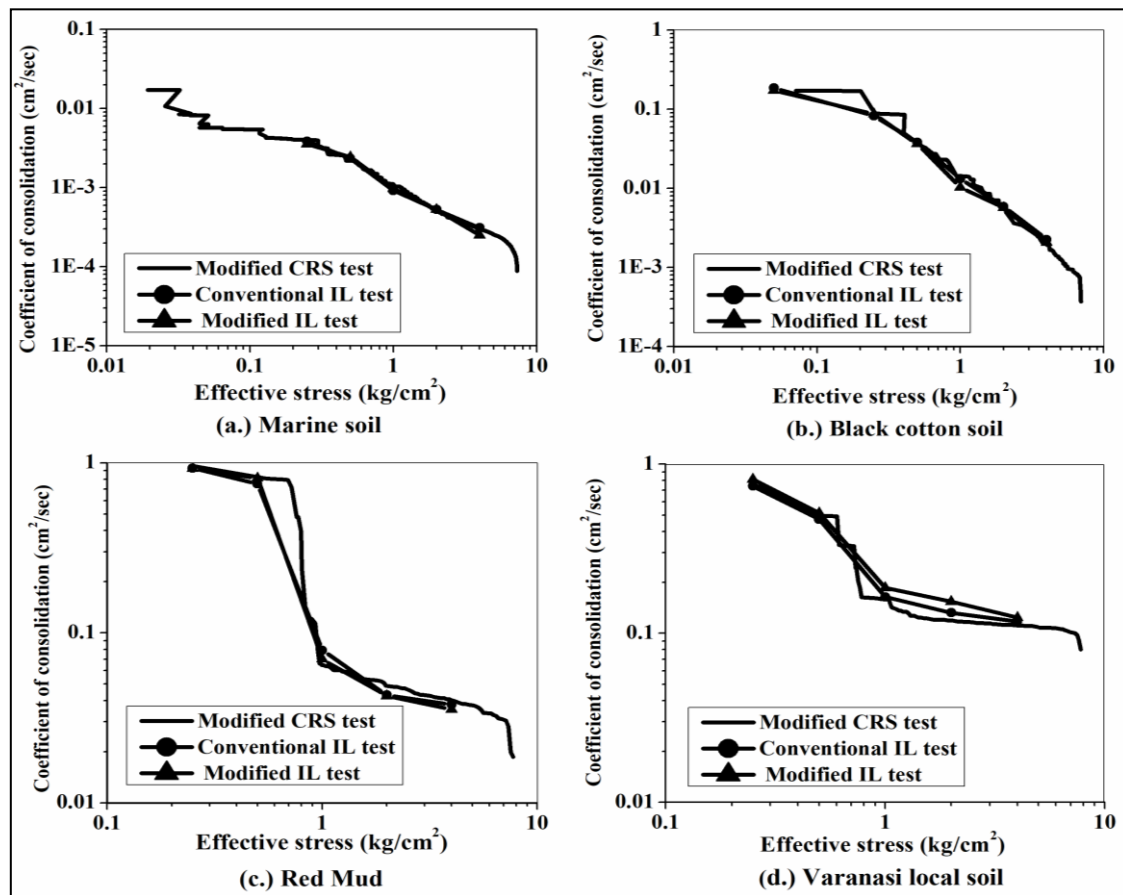 0.1
0.01
1E-3
1E-4
1E-5
Coefficient of consolidation (cm²/sec)
Modified CRS test
Conventional IL test
Modified IL test
0.01
0.1
1
10
Effective stress (kg/cm²)
(a.) Marine soil
1
0.1
0.01
1E-3
1E-4
Coefficient of consolidation (cm²/sec)
Modified CRS test
Conventional IL test
Modified IL test
0.01
0.1
1
10
Effective stress (kg/cm²)
(b.) Black cotton soil
1
0.1
0.01
Coefficient of consolidation (cm²/sec)
Modified CRS test
Conventional IL test
Modified IL test
0.1
1
10
Effective stress (kg/cm²)
(c.) Red Mud
1
0.1
0.01
Coefficient of consolidation (cm²/sec)
Modified CRS test
Conventional IL test
Modified IL test
0.1
1
10
Effective stress (kg/cm²)
(d.) Varanasi local soil